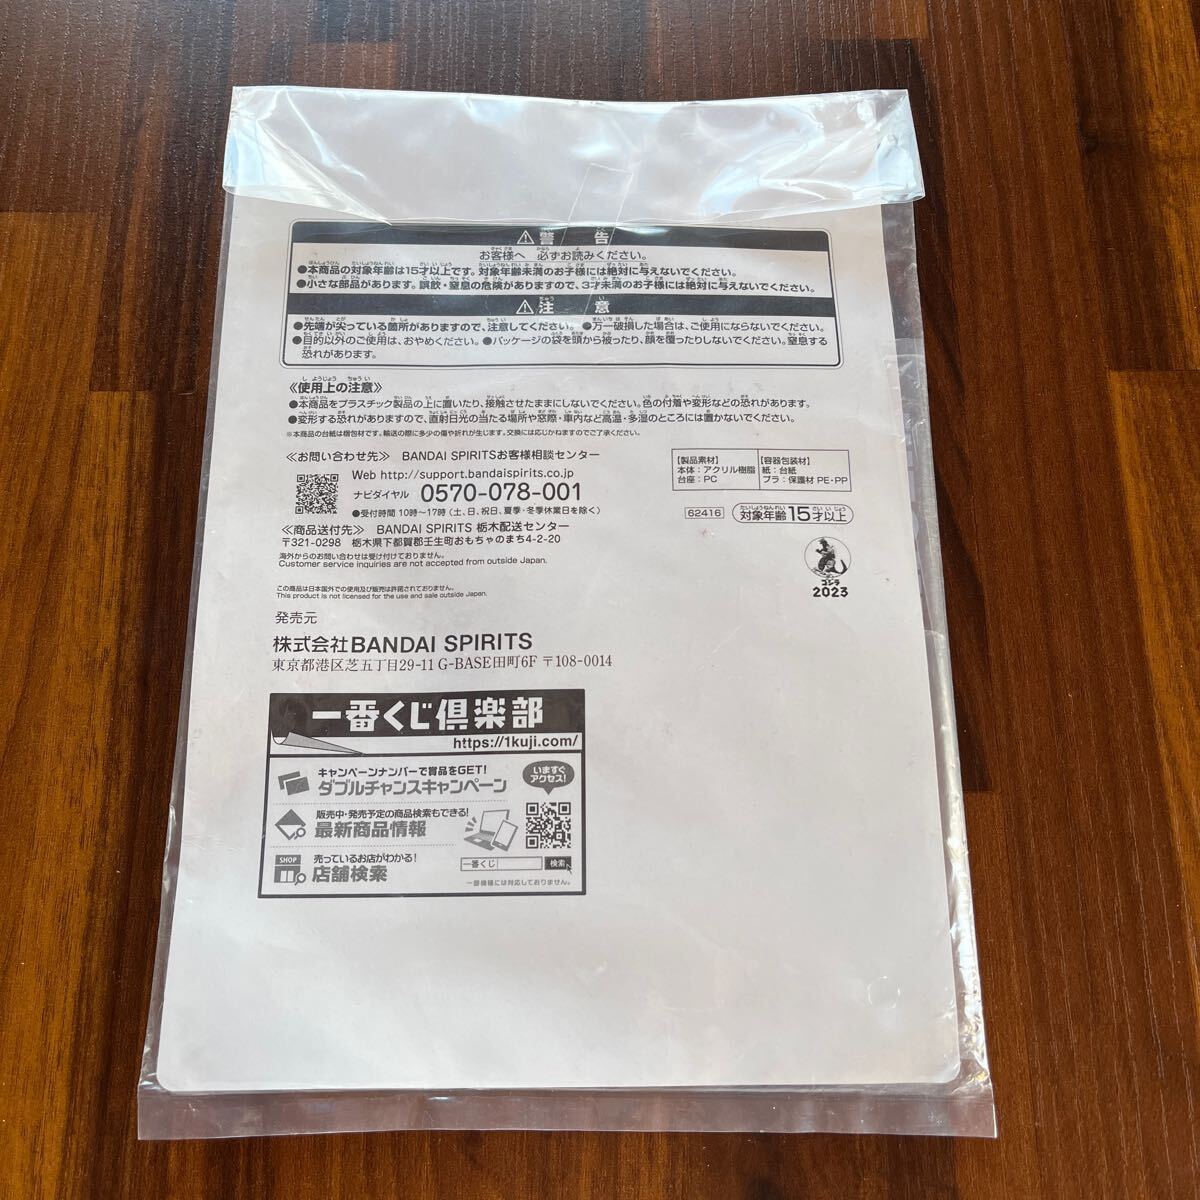 ⚠警告
お客様へ 必ずお読みください。
●本商品の対象年齢は15才以上です。対象年齢未満のお子様には絶対に与えないでください。
●小さな部品があります。誤飲・窒息の危険がありますので、3才未満のお子様には絶対に与えないでください。
⚠注意
●先端が尖っている箇所がありますので、注意してください。●万一破損した場合は、ご使用にならないでください。
●目的以外のご使用は、おやめください。●パッケージの袋を頭から被ったり、顔を覆ったりしないでください。窒息する
恐れがあります。
《使用上の注意》
●本商品をプラスチック製品の上に置いたり、接触させたままにしないでください。色の付着や変形などの恐れがあります。
●変形する恐れがありますので、直射日光の当たる場所や窓際・車内など高温・多湿のところには置かないでください。
※本商品の台紙は梱包材です。輸送の際に多少の傷や折れが生じます。交換には応じかねますのでご了承ください。
≪お問い合わせ先≫ BANDAI SPIRITSお客様相談センター
Web http://support.bandaispirits.co.jp
ナビダイヤル 0570-078-001
●受付時間 10時〜17時(土、日、祝日、夏季・冬季休業日を除く)
≪商品送付先≫ BANDAI SPIRITS 栃木配送センター
〒321-0298 栃木県下都賀郡壬生町おもちゃのまち4-2-20
海外からのお問い合わせは受け付けておりません。
Customer service inquiries are not accepted from outside Japan.
この商品は日本国外での使用及び販売は許諾されておりません。
This product is not licensed for the use and sale outside Japan.
【製品素材】
本体:アクリル樹脂
台座:PC
【容器包装材】
紙:台紙
プラ:保護材 PE・PP
62416
対象年齢15才以上
ゴジラ
2023
発売元
株式会社BANDAI SPIRITS
東京都港区芝五丁目29-11 G-BASE田町6F 〒108-0014
一番くじ倶楽部
https://1kuji.com/
キャンペーンナンバーで賞品をGET!
ダブルチャンスキャンペーン
いますぐ
アクセス!
販売中・発売予定の商品検索もできる!
最新商品情報
SHOP
売っているお店がわかる!
店舗検索
一番くじ 検索
一部機種には対応しておりません。